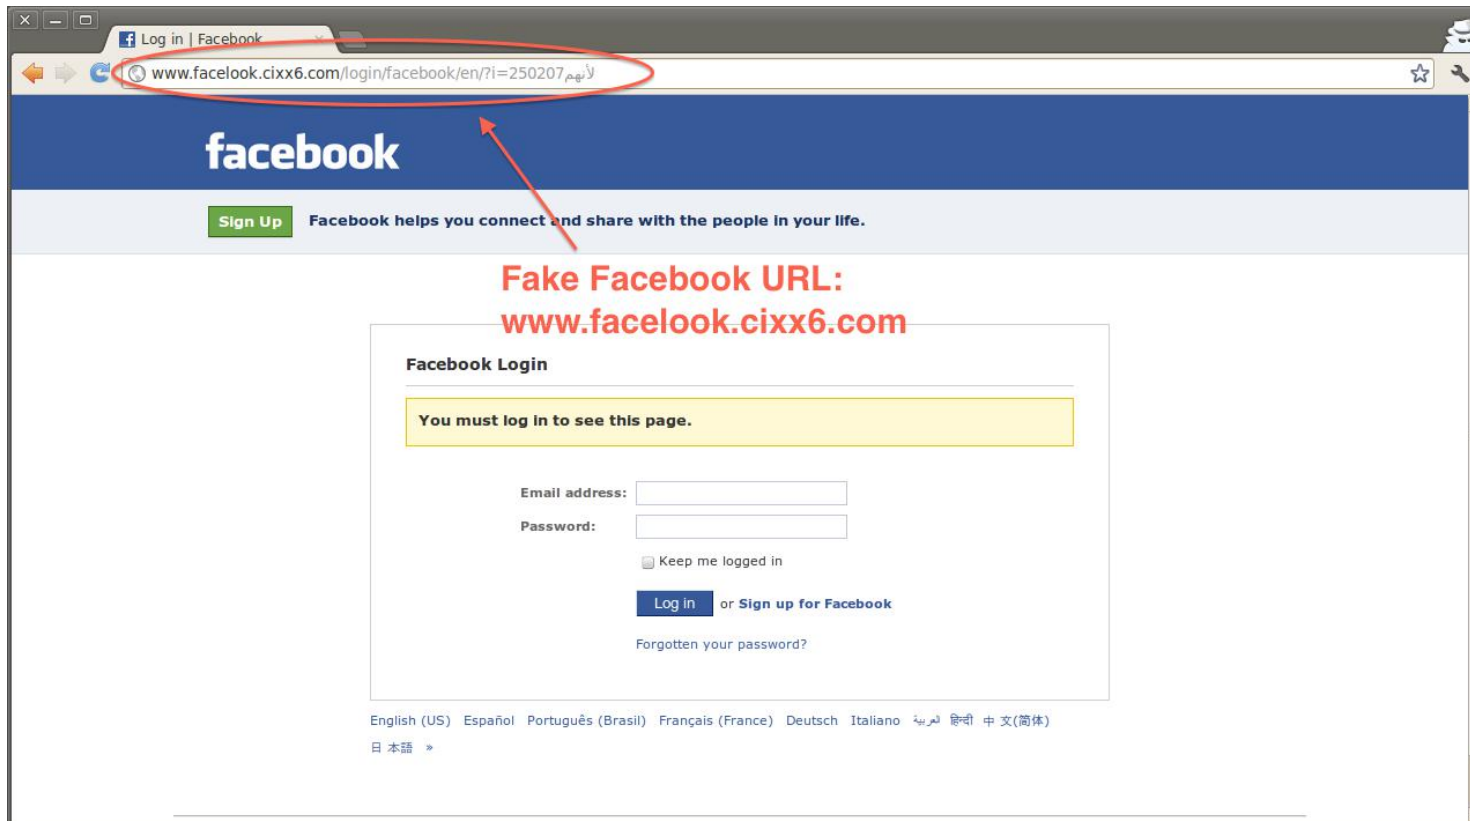 Log in | Facebook
www.facelook.cixx6.com/login/facebook/en/?i=250207لأنهم
facebook
Sign Up Facebook helps you connect and share with the people in your life.
Fake Facebook URL:
www.facelook.cixx6.com
Facebook Login
You must log in to see this page.
Email address:
Password:
Keep me logged in
Log in or Sign up for Facebook
Forgotten your password?
English (US) Español Português (Brasil) Français (France) Deutsch Italiano العربية हिन्दी 中文(简体)
日本語 »